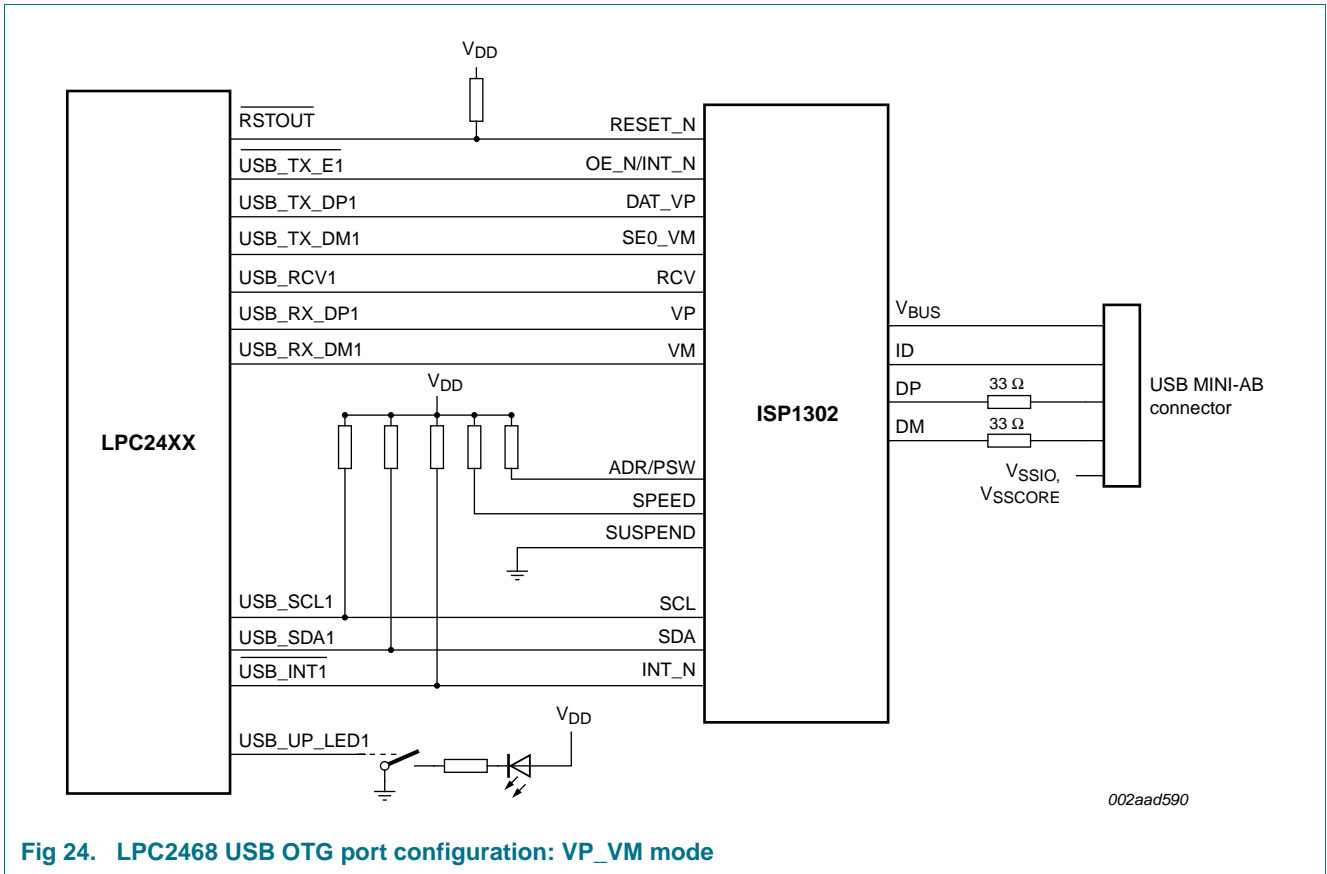 VDD
RSTOUT RESET_N
USB_TX_E1 OE_N/INT_N
USB_TX_DP1 DAT_VP
USB_TX_DM1 SE0_VM
USB_RCV1 RCV
USB_RX_DP1 VP
USB_RX_DM1 VM
VBUS
ID
DP 33 Ω
DM 33 Ω
USB MINI-AB
connector
VSSIO,
VSSCORE
LPC24XX
ISP1302
VDD
ADR/PSW
SPEED
SUSPEND
USB_SCL1 SCL
USB_SDA1 SDA
USB_INT1 INT_N
VDD
USB_UP_LED1
002aad590
Fig 24. LPC2468 USB OTG port configuration: VP_VM mode